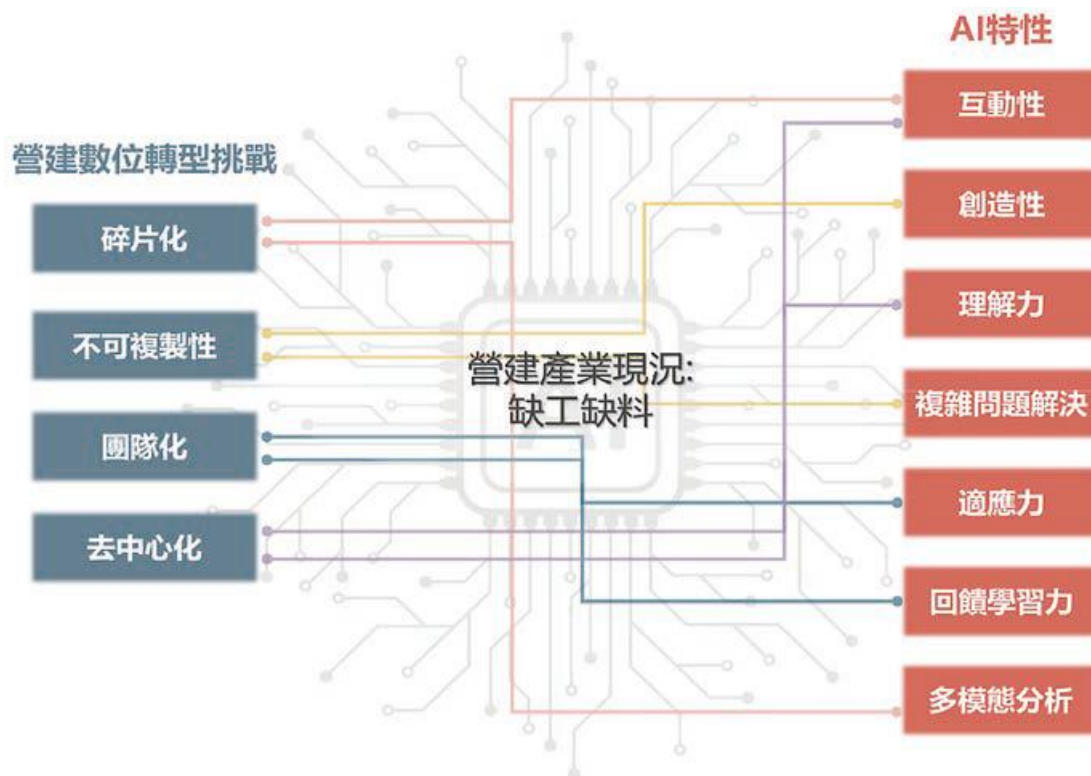 AI特性
營建數位轉型挑戰
碎片化
不可複製性
團隊化
去中心化
營建產業現況:
缺工缺料
互動性
創造性
理解力
複雜問題解決
適應力
回饋學習力
多模態分析